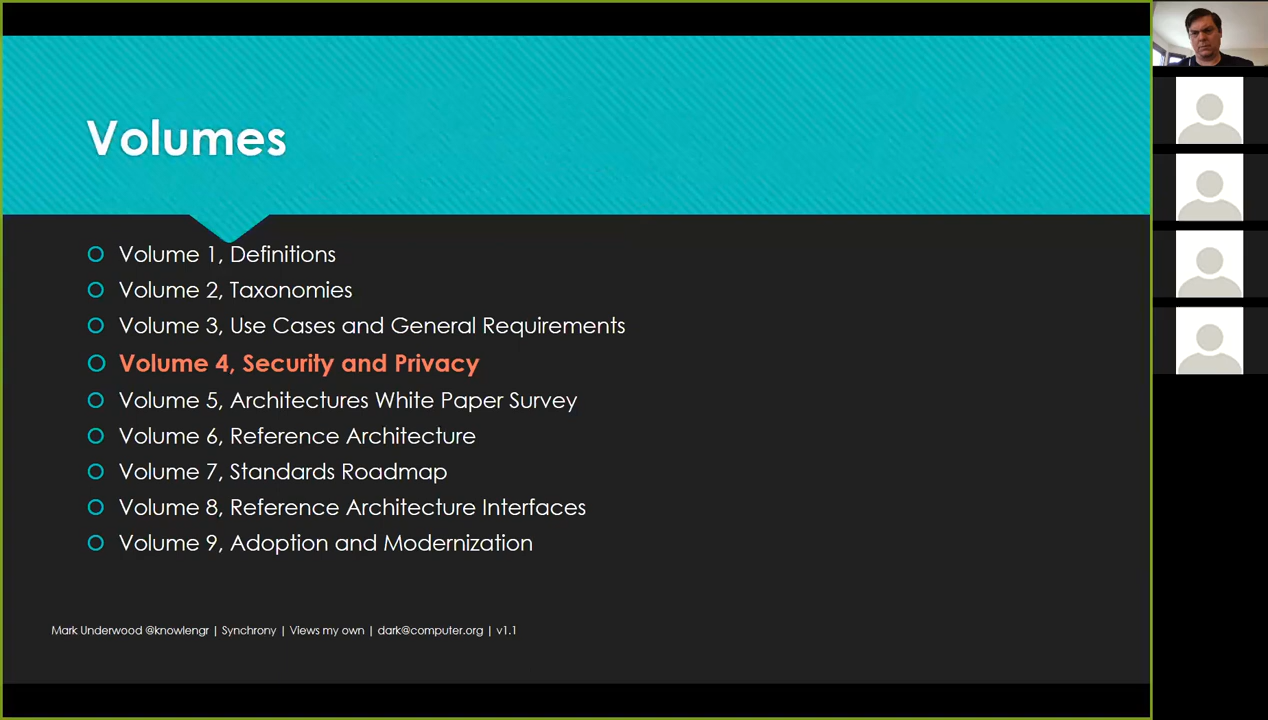 Volumes
Volume 1, Definitions
Volume 2, Taxonomies
Volume 3, Use Cases and General Requirements
Volume 4, Security and Privacy
Volume 5, Architectures White Paper Survey
Volume 6, Reference Architecture
Volume 7, Standards Roadmap
Volume 8, Reference Architecture Interfaces
Volume 9, Adoption and Modernization
Mark Underwood @knowlengr | Synchrony | Views my own | dark@computer.org | v1.1